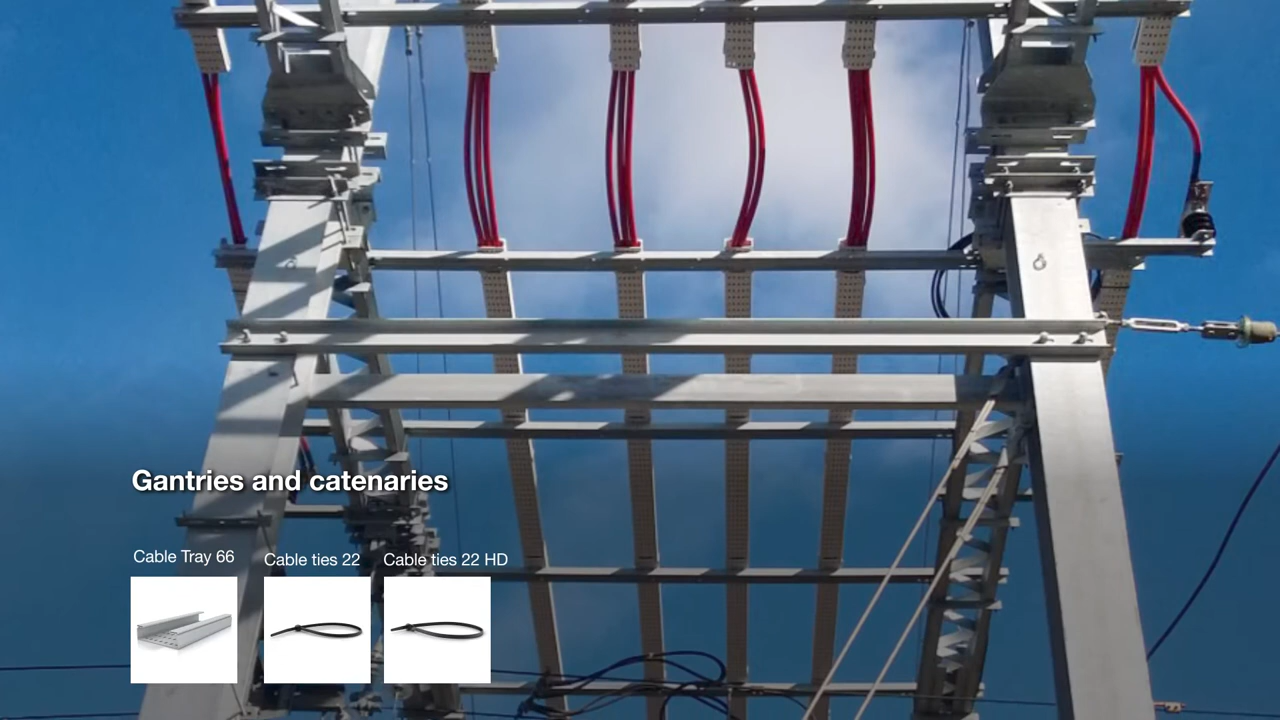 Gantries and catenaries
Cable Tray 66
Cable ties 22
Cable ties 22 HD